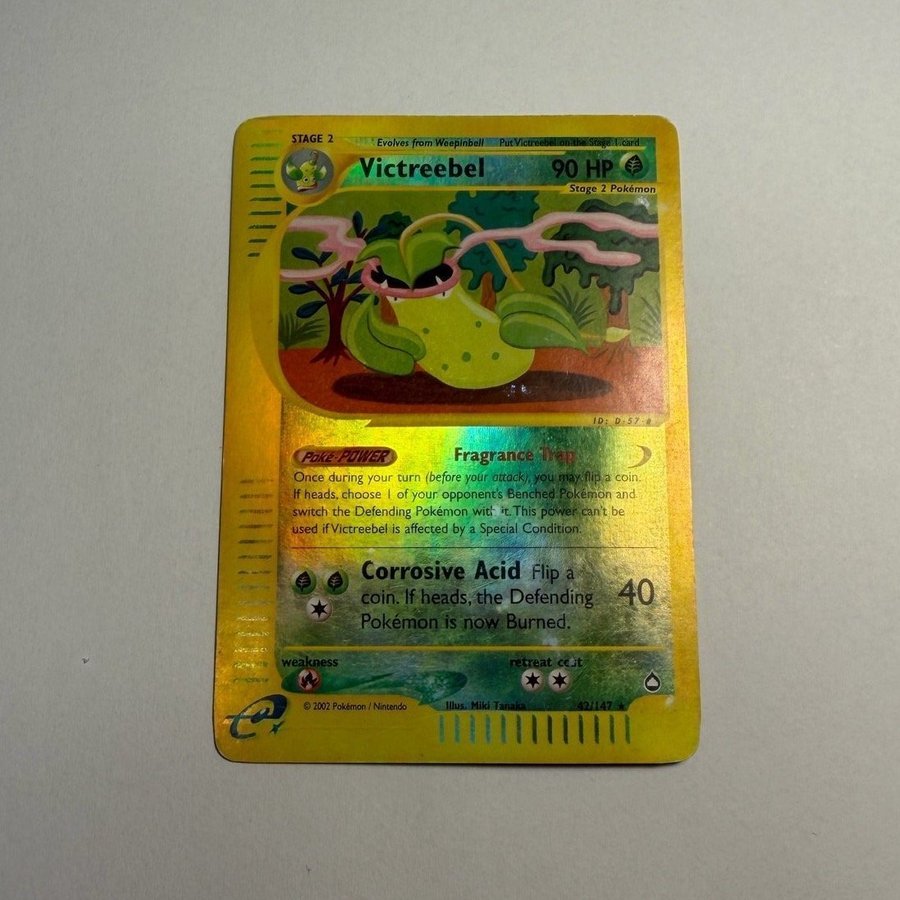 STAGE 2
Evolves from Weepinbell Put Victreebel on the Stage 1 card
Victreebel 90 HP
Stage 2 Pokémon
ID: D-57-#
Poké-POWER Fragrance Trap
Once during your turn (before your attack), you may flip a coin.
If heads, choose 1 of your opponent's Benched Pokémon and
switch the Defending Pokémon with it. This power can't be
used if Victreebel is affected by a Special Condition.
Corrosive Acid Flip a
coin. If heads, the Defending 40
Pokémon is now Burned.
weakness retreat cost
e
© 2002 Pokémon / Nintendo Illus. Miki Tanaka 42/147 ★